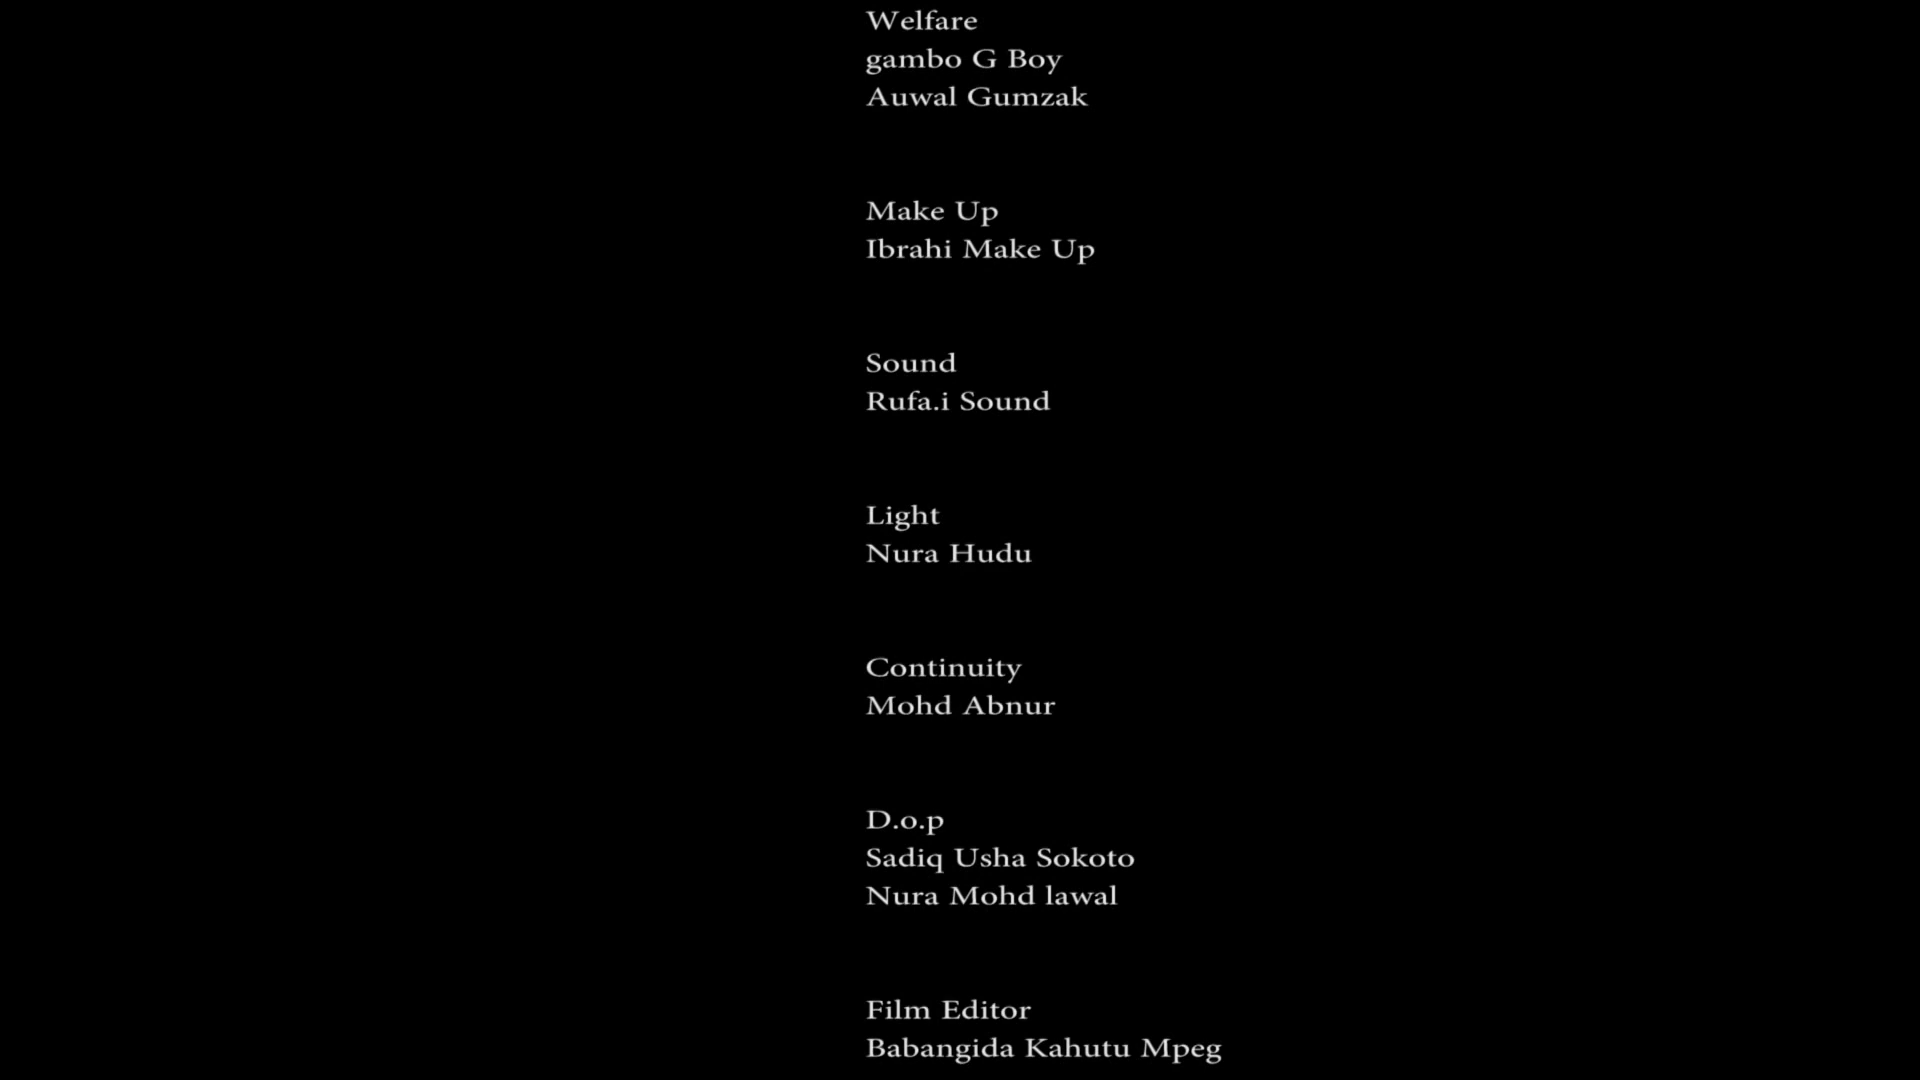 Welfare
gambo G Boy
Auwal Gumzak
Make Up
Ibrahi Make Up
Sound
Rufa.i Sound
Light
Nura Hudu
Continuity
Mohd Abnur
D.o.p
Sadiq Usha Sokoto
Nura Mohd lawal
Film Editor
Babangida Kahutu Mpeg